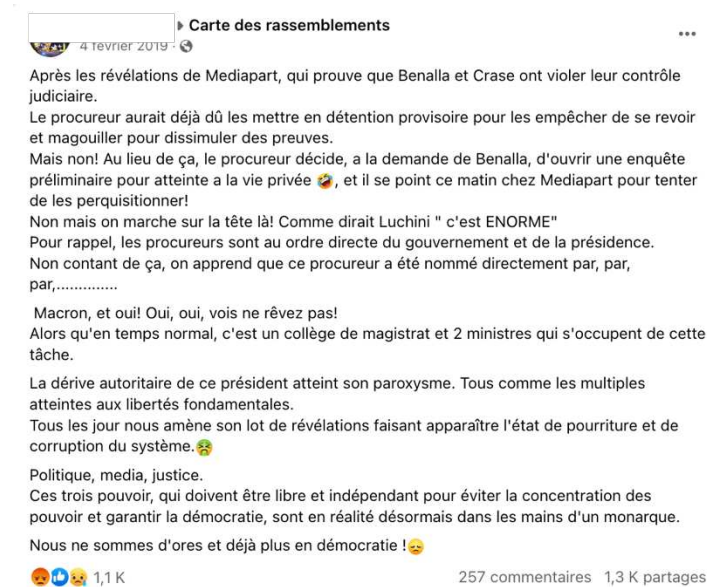 Carte des rassemblements
4 février 2019
Après les révélations de Mediapart, qui prouve que Benalla et Crase ont violer leur contrôle
judiciaire.
Le procureur aurait déjà dû les mettre en détention provisoire pour les empêcher de se revoir
et magouiller pour dissimuler des preuves.
Mais non! Au lieu de ça, le procureur décide, a la demande de Benalla, d'ouvrir une enquête
préliminaire pour atteinte a la vie privée 🤣, et il se point ce matin chez Mediapart pour tenter
de les perquisitionner!
Non mais on marche sur la tête là! Comme dirait Luchini " c'est ENORME"
Pour rappel, les procureurs sont au ordre directe du gouvernement et de la présidence.
Non contant de ça, on apprend que ce procureur a été nommé directement par, par,
par,..............
Macron, et oui! Oui, oui, vois ne rêvez pas!
Alors qu'en temps normal, c'est un collège de magistrat et 2 ministres qui s'occupent de cette
tâche.
La dérive autoritaire de ce président atteint son paroxysme. Tous comme les multiples
atteintes aux libertés fondamentales.
Tous les jour nous amène son lot de révélations faisant apparaître l'état de pourriture et de
corruption du système.🤮
Politique, media, justice.
Ces trois pouvoir, qui doivent être libre et indépendant pour éviter la concentration des
pouvoir et garantir la démocratie, sont en réalité désormais dans les mains d'un monarque.
Nous ne sommes d'ores et déjà plus en démocratie !😞
1,1 K 257 commentaires 1,3 K partages